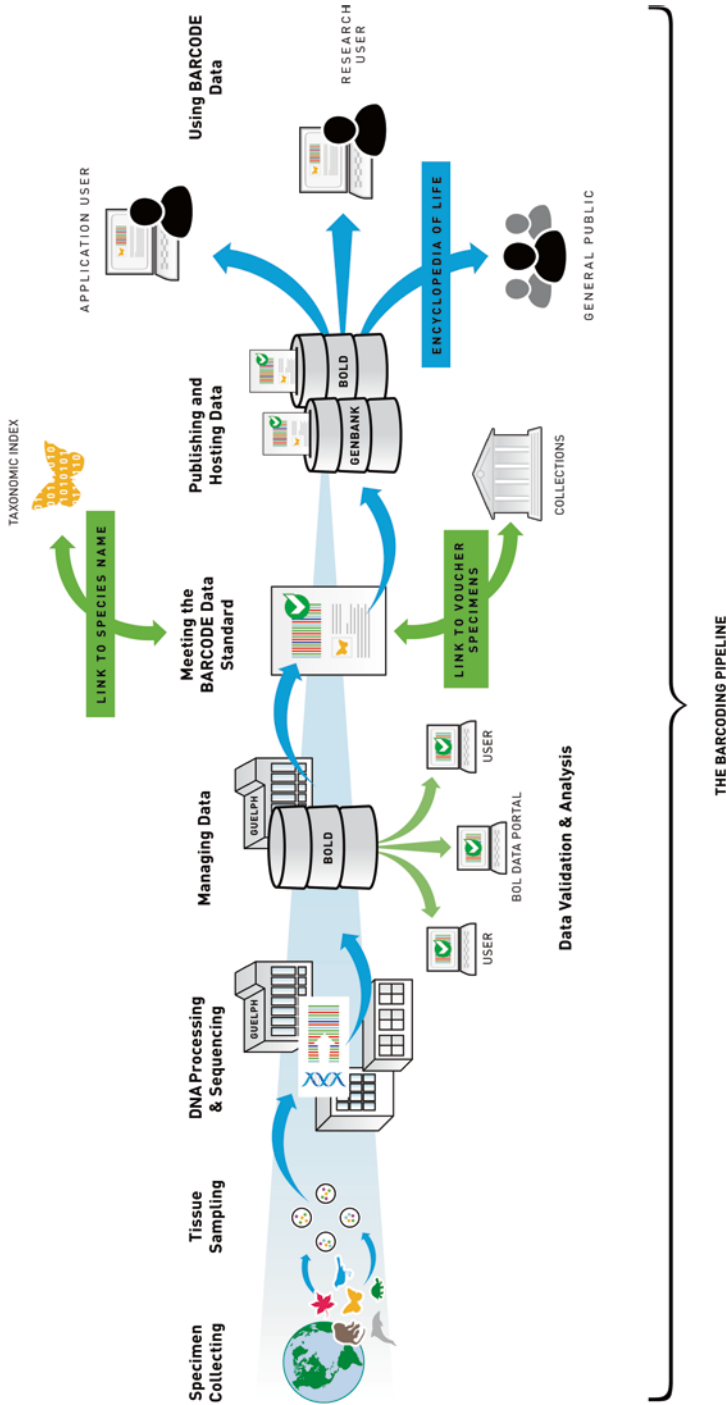 Specimen
Collecting
Tissue
Sampling
DNA Processing
& Sequencing
GUELPH
Managing Data
GUELPH
BOLD
USER
BOL DATA PORTAL
USER
Data Validation & Analysis
TAXONOMIC INDEX
LINK TO SPECIES NAME
Meeting the
BARCODE Data
Standard
LINK TO VOUCHER
SPECIMENS
COLLECTIONS
Publishing and
Hosting Data
GENBANK
BOLD
Using BARCODE
Data
APPLICATION USER
RESEARCH
USER
ENCYCLOPEDIA OF LIFE
GENERAL PUBLIC
THE BARCODING PIPELINE